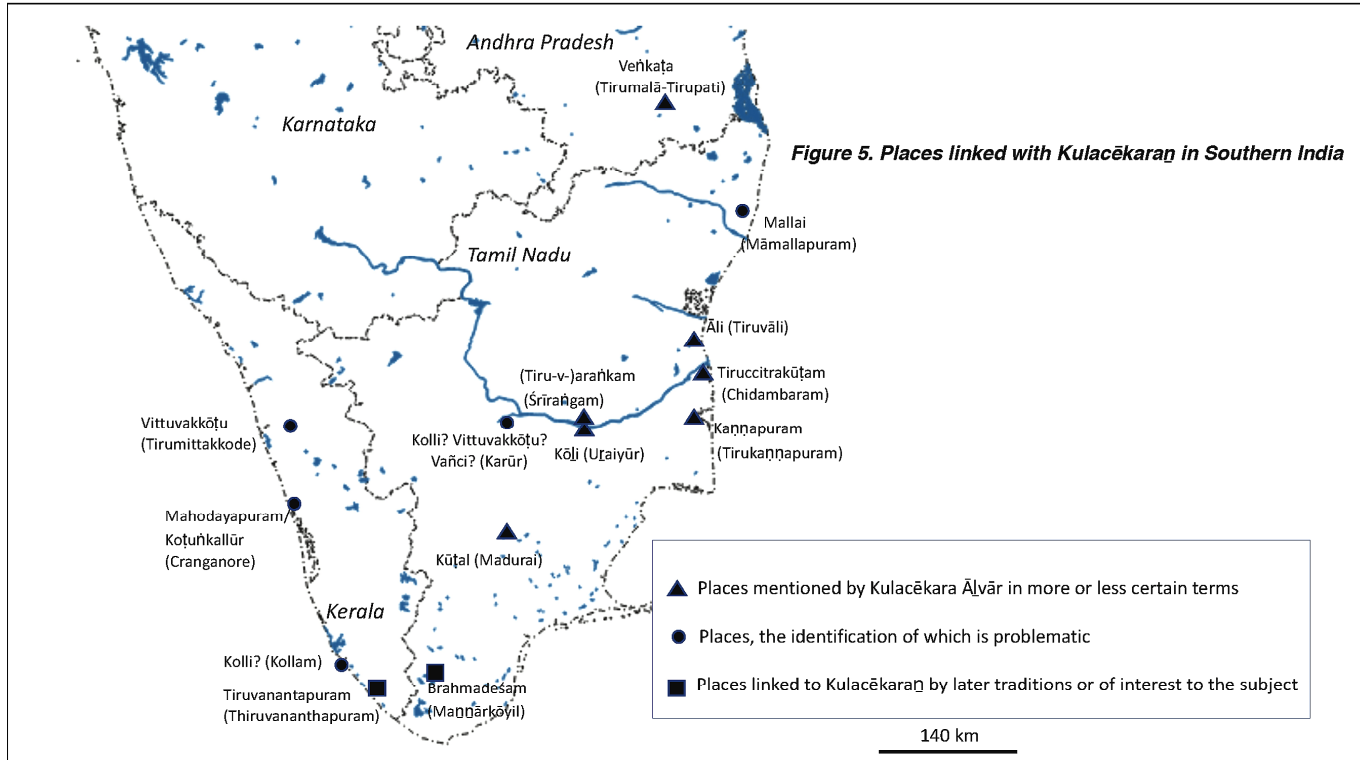 Andhra Pradesh
Veṅkaṭa
(Tirumalā-Tirupati)
Karnataka
Figure 5. Places linked with Kulacēkaraṉ in Southern India
Mallai
(Māmallapuram)
Tamil Nadu
Āli (Tiruvāli)
(Tiru-v-)araṅkam
(Śrīraṅgam)
Tiruccitrakūṭam
(Chidambaram)
Vittuvakkōṭu
(Tirumittakkode)
Kolli? Vittuvakkōṭu?
Vañci? (Karūr)
Kōḻi (Uṟaiyūr)
Kaṇṇapuram
(Tirukaṇṇapuram)
Mahodayapuram/
Koṭuṅkallūr
(Cranganore)
Kūṭal (Madurai)
Kerala
Places mentioned by Kulacēkara Āḻvār in more or less certain terms
Places, the identification of which is problematic
Places linked to Kulacēkaraṉ by later traditions or of interest to the subject
Kolli? (Kollam)
Tiruvanantapuram
(Thiruvananthapuram)
Brahmadeśam
(Maṉṉārkōyil)
140 km